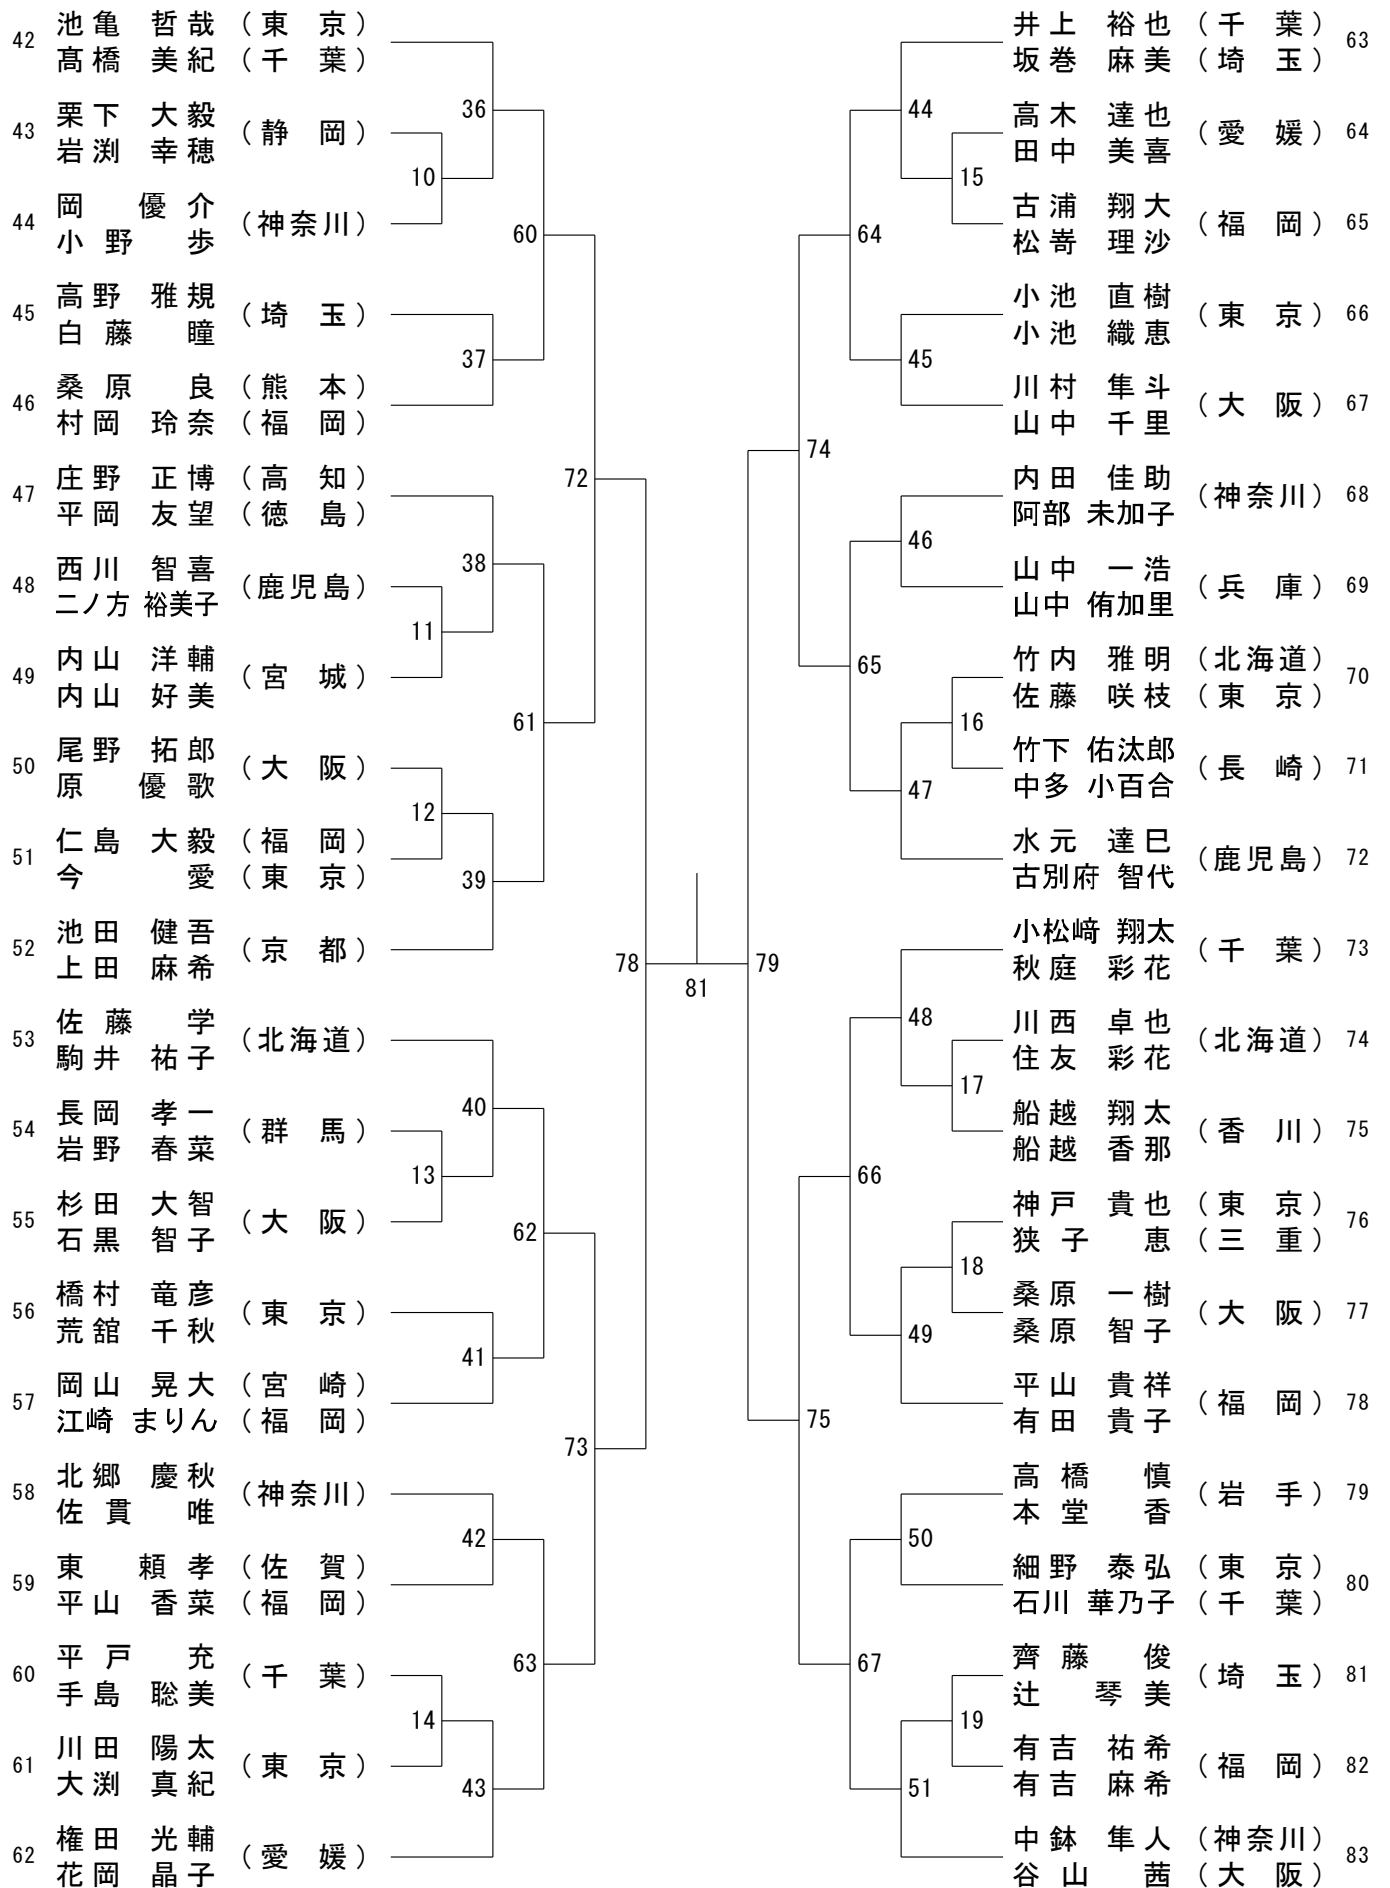 42 池亀 哲哉 (東 京)
髙橋 美紀 (千 葉)
43 栗下 大毅 (静 岡)
岩渕 幸穂
44 岡 優介 (神奈川)
小野 歩
45 高野 雅規 (埼 玉)
白藤 瞳
46 桑原 良 (熊 本)
村岡 玲奈 (福 岡)
47 庄野 正博 (高 知)
平岡 友望 (徳 島)
48 西川 智喜 (鹿児島)
二ノ方 裕美子
49 内山 洋輔 (宮 城)
内山 好美
50 尾野 拓郎 (大 阪)
原 優歌
51 仁島 大毅 (福 岡)
今 愛 (東 京)
52 池田 健吾 (京 都)
上田 麻希
53 佐藤 学 (北海道)
駒井 祐子
54 長岡 孝一 (群 馬)
岩野 春菜
55 杉田 大智 (大 阪)
石黒 智子
56 橋村 竜彦 (東 京)
荒舘 千秋
57 岡山 晃大 (宮 崎)
江崎 まりん (福 岡)
58 北郷 慶秋 (神奈川)
佐貫 唯
59 東 頼孝 (佐 賀)
平山 香菜 (福 岡)
60 平戸 充 (千 葉)
手島 聡美
61 川田 陽太 (東 京)
大渕 真紀
62 権田 光輔 (愛 媛)
花岡 晶子
36
10
60
37
72
38
11
61
12
39
78
40
13
62
41
73
42
63
14
43
81
79
44
15
64
45
74
46
65
16
47
48
17
66
18
49
75
50
67
19
51
井上 裕也 (千 葉) 63
坂巻 麻美 (埼 玉)
高木 達也 (愛 媛) 64
田中 美喜
古浦 翔大 (福 岡) 65
松嵜 理沙
小池 直樹 (東 京) 66
小池 織恵
川村 隼斗 (大 阪) 67
山中 千里
内田 佳助 (神奈川) 68
阿部 未加子
山中 一浩 (兵 庫) 69
山中 侑加里
竹内 雅明 (北海道) 70
佐藤 咲枝 (東 京)
竹下 佑汰郎 (長 崎) 71
中多 小百合
水元 達巳 (鹿児島) 72
古別府 智代
小松﨑 翔太 (千 葉) 73
秋庭 彩花
川西 卓也 (北海道) 74
住友 彩花
船越 翔太 (香 川) 75
船越 香那
神戸 貴也 (東 京) 76
狭子 恵 (三 重)
桑原 一樹 (大 阪) 77
桑原 智子
平山 貴祥 (福 岡) 78
有田 貴子
高橋 慎 (岩 手) 79
本堂 香
細野 泰弘 (東 京) 80
石川 華乃子 (千 葉)
齊藤 俊 (埼 玉) 81
辻 琴美
有吉 祐希 (福 岡) 82
有吉 麻希
中鉢 隼人 (神奈川) 83
谷山 茜 (大 阪)